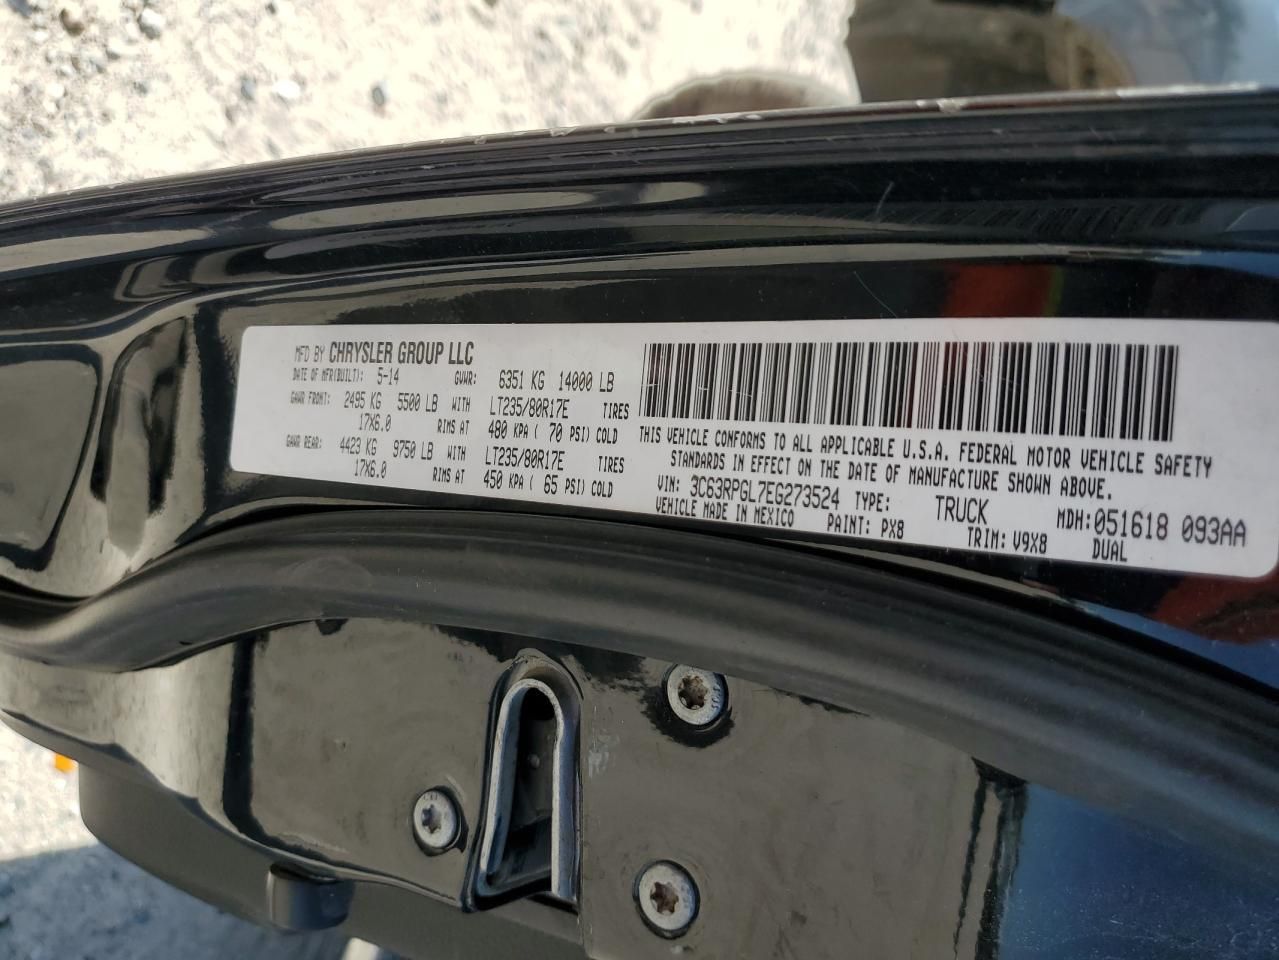 MFD BY CHRYSLER GROUP LLC
DATE OF MFR(BUILT): 5-14 GVWR: 6351 KG 14000 LB
GAWR FRONT: 2495 KG 5500 LB WITH LT235/80R17E TIRES
17X6.0 RIMS AT 480 KPA ( 70 PSI) COLD
GAWR REAR: 4423 KG 9750 LB WITH LT235/80R17E TIRES
17X6.0 RIMS AT 450 KPA ( 65 PSI) COLD
THIS VEHICLE CONFORMS TO ALL APPLICABLE U.S.A. FEDERAL MOTOR VEHICLE SAFETY
STANDARDS IN EFFECT ON THE DATE OF MANUFACTURE SHOWN ABOVE.
VIN: 3C63RPGL7EG273524 TYPE: TRUCK MDH: 051618 093AA
VEHICLE MADE IN MEXICO PAINT: PX8 TRIM: V9X8 DUAL